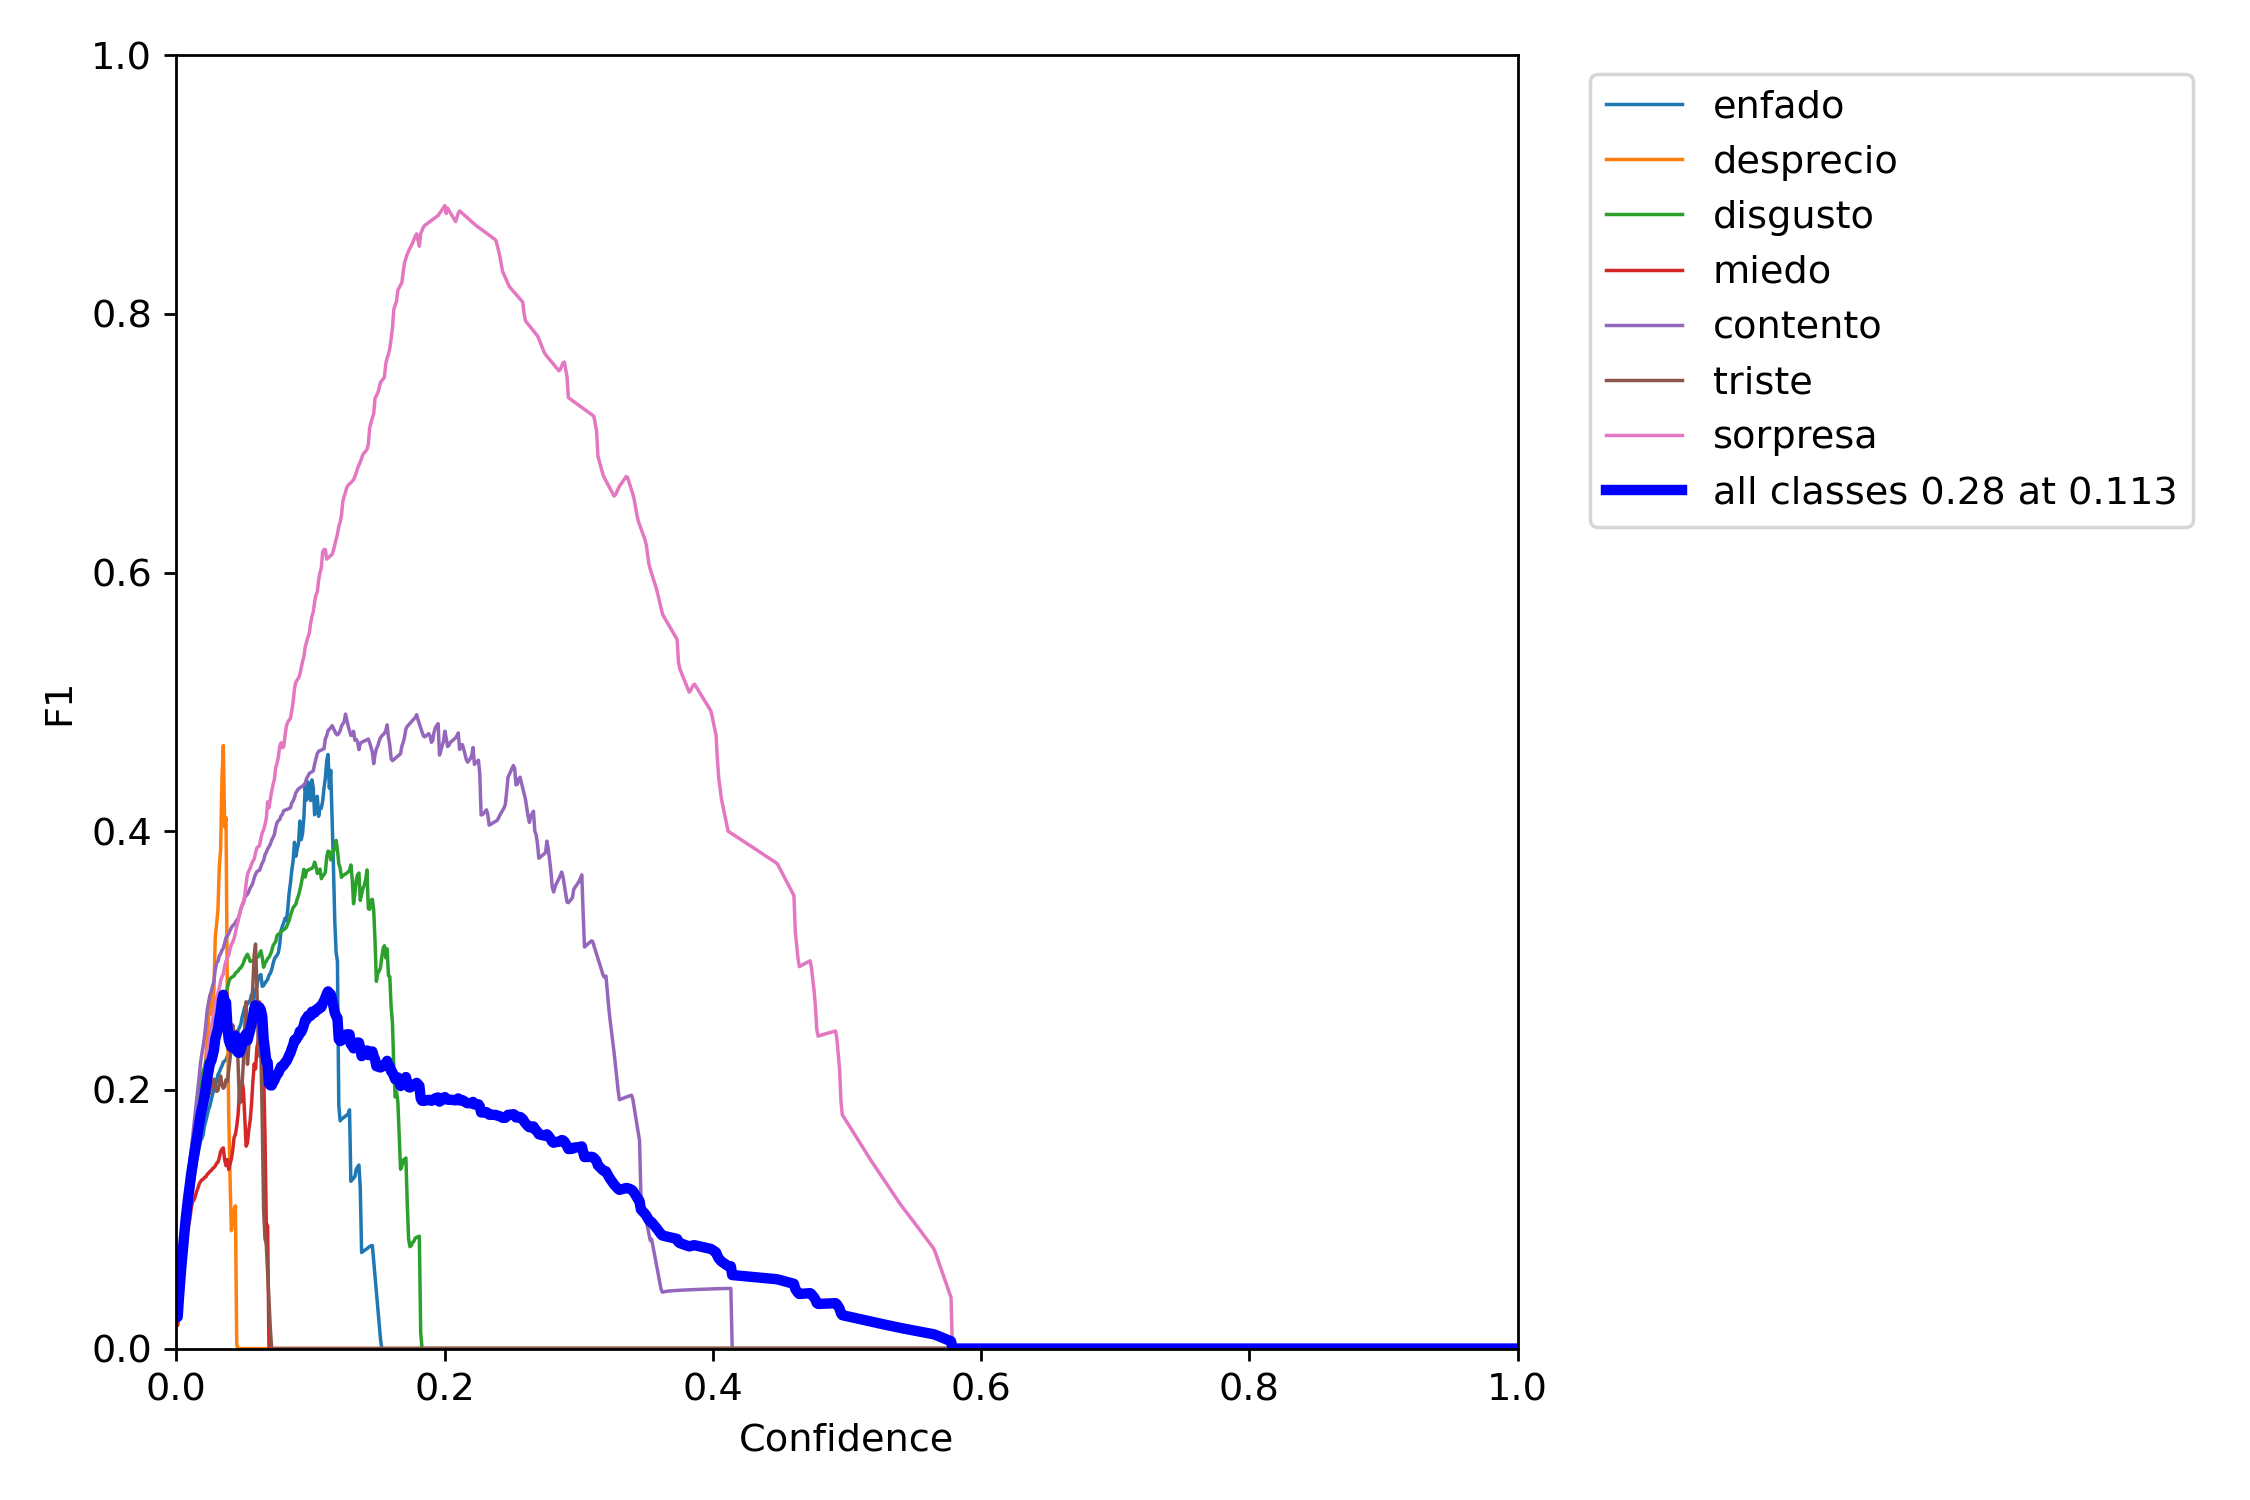 1.0
0.8
0.6
0.4
0.2
0.0
F1
0.0 0.2 0.4 0.6 0.8 1.0
Confidence
enfado
desprecio
disgusto
miedo
contento
triste
sorpresa
all classes 0.28 at 0.113